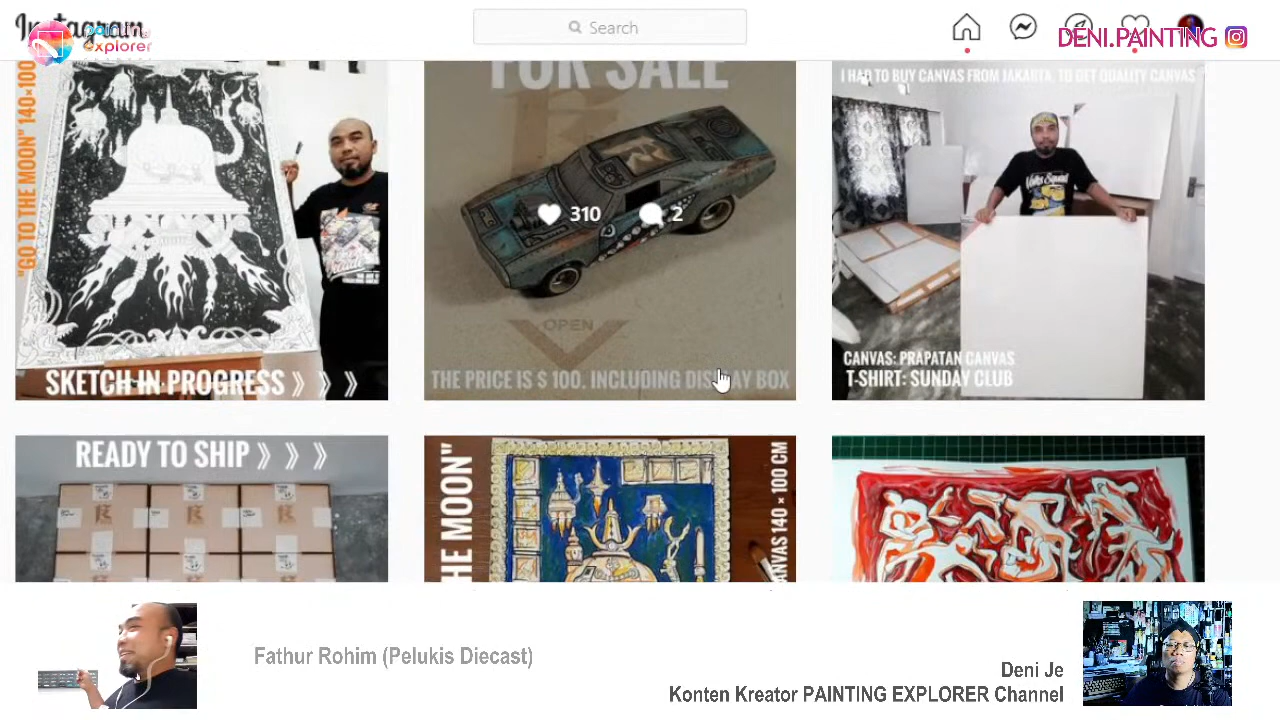 Instagram
painting
explorer
Search
DENI.PAINTING
"GO TO THE MOON" 140×100
SKETCH IN PROGRESS 》 》 》
FOR SALE
310
2
OPEN
THE PRICE IS $ 100. INCLUDING DISPLAY BOX
I HAD TO BUY CANVAS FROM JAKARTA, TO GET QUALITY CANVAS
CANVAS: PRAPATAN CANVAS
T-SHIRT: SUNDAY CLUB
READY TO SHIP 》 》 》
HE MOON"
ANVAS 140 × 100 CM
Fathur Rohim (Pelukis Diecast)
Deni Je
Konten Kreator PAINTING EXPLORER Channel